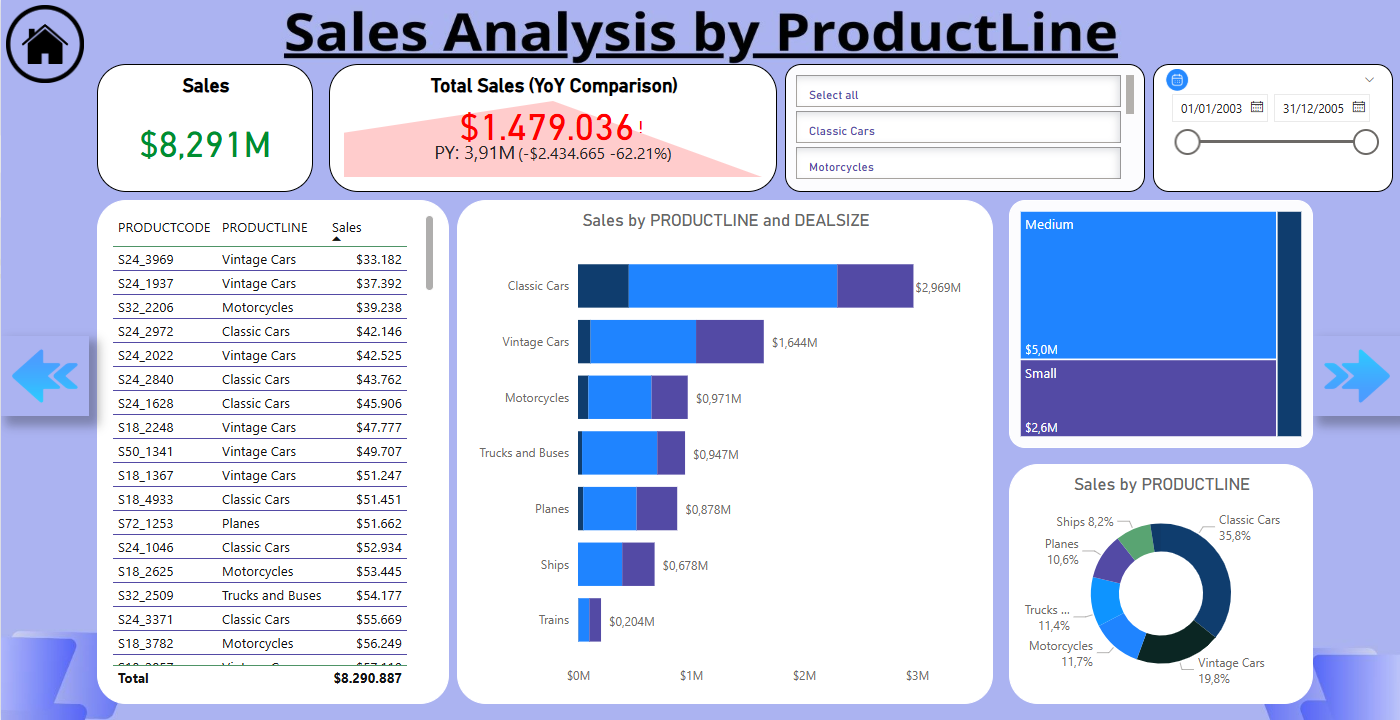 Sales Analysis by ProductLine
Sales
$8,291M
Total Sales (YoY Comparison)
$1.479.036!
PY: 3,91M (-$2.434.665 -62.21%)
Select all
Classic Cars
Motorcycles
01/01/2003
31/12/2005
PRODUCTCODE PRODUCTLINE Sales
S24_3969 Vintage Cars $33.182
S24_1937 Vintage Cars $37.392
S32_2206 Motorcycles $39.238
S24_2972 Classic Cars $42.146
S24_2022 Vintage Cars $42.525
S24_2840 Classic Cars $43.762
S24_1628 Classic Cars $45.906
S18_2248 Vintage Cars $47.777
S50_1341 Vintage Cars $49.707
S18_1367 Vintage Cars $51.247
S18_4933 Classic Cars $51.451
S72_1253 Planes $51.662
S24_1046 Classic Cars $52.934
S18_2625 Motorcycles $53.445
S32_2509 Trucks and Buses $54.177
S24_3371 Classic Cars $55.669
S18_3782 Motorcycles $56.249
Total $8.290.887
Sales by PRODUCTLINE and DEALSIZE
Classic Cars $2,969M
Vintage Cars $1,644M
Motorcycles $0,971M
Trucks and Buses $0,947M
Planes $0,878M
Ships $0,678M
Trains $0,204M
$0M $1M $2M $3M
Medium
$5,0M
Small
$2,6M
Sales by PRODUCTLINE
Ships 8,2%
Classic Cars
35,8%
Planes
10,6%
Trucks ...
11,4%
Motorcycles
11,7%
Vintage Cars
19,8%